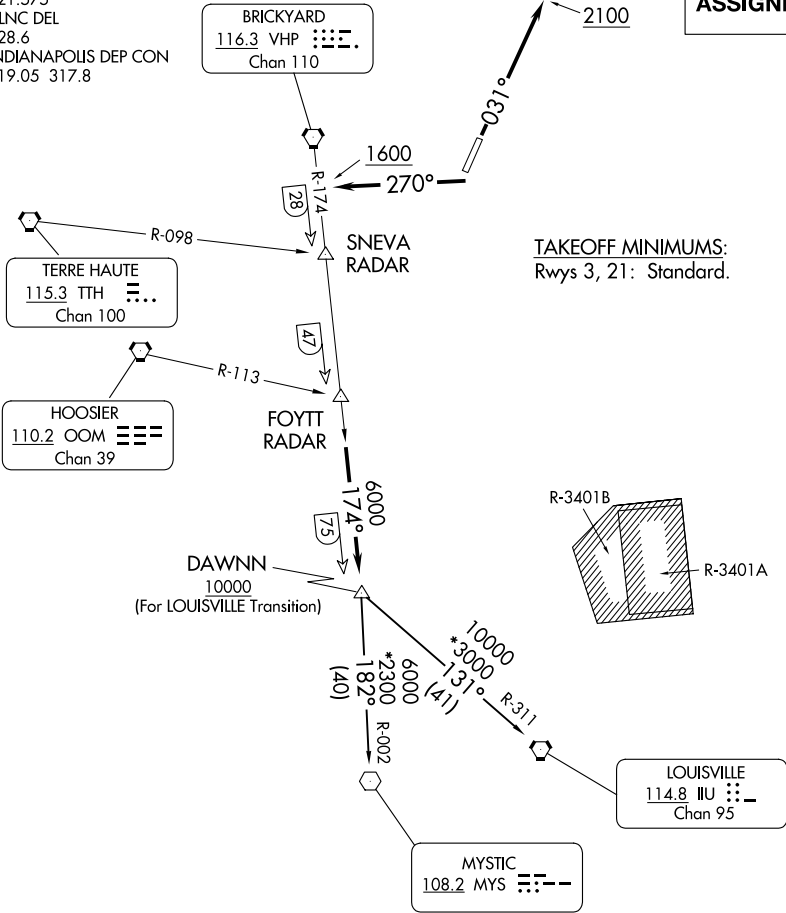 LNC DEL
28.6
NDIANAPOLIS DEP CON
19.05 317.8
BRICKYARD
116.3 VHP
Chan 110
2100
ASSIGNE
031°
1600
270°
R-174
28
SNEVA
RADAR
R-098
TERRE HAUTE
115.3 TTH
Chan 100
TAKEOFF MINIMUMS:
Rwys 3, 21: Standard.
47
R-113
HOOSIER
110.2 OOM
Chan 39
FOYTT
RADAR
6000
174°
75
DAWNN
10000
(For LOUISVILLE Transition)
R-3401B
R-3401A
10000
*3000
131°
(41)
R-311
6000
*2300
182°
(40)
R-002
LOUISVILLE
114.8 IIU
Chan 95
MYSTIC
108.2 MYS